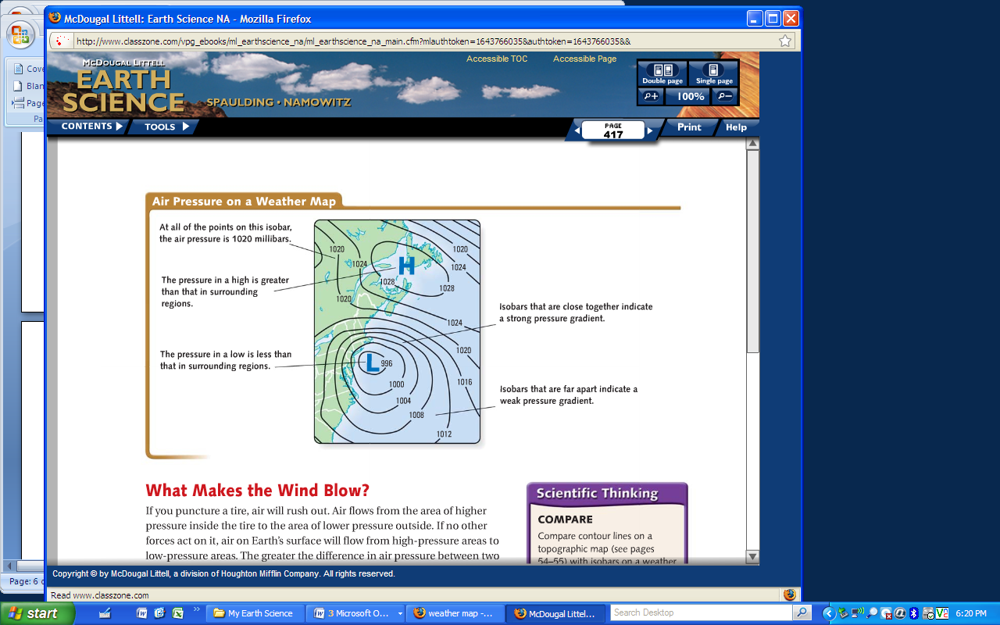 McDougal Littell: Earth Science NA - Mozilla Firefox
http://www.classzone.com/vpg_ebooks/ml_earthscience_na/ml_earthscience_na_main.cfm?mlauthtoken=1643766035&authtoken=1643766035&&
Cove
Blan
Page
Pa
McDOUGAL LITTELL
EARTH
SCIENCE
SPAULDING • NAMOWITZ
Accessible TOC
Accessible Page
Double page
Single page
100%
CONTENTS
TOOLS
PAGE
417
Print
Help
Air Pressure on a Weather Map
At all of the points on this isobar,
the air pressure is 1020 millibars.
The pressure in a high is greater
than that in surrounding
regions.
The pressure in a low is less than
that in surrounding regions.
1020
1024
1020
H
1028
1020
1024
1028
1024
1020
1016
L
996
1000
1004
1008
1012
Isobars that are close together indicate
a strong pressure gradient.
Isobars that are far apart indicate a
weak pressure gradient.
What Makes the Wind Blow?
If you puncture a tire, air will rush out. Air flows from the area of higher
pressure inside the tire to the area of lower pressure outside. If no other
forces act on it, air on Earth's surface will flow from high-pressure areas to
low-pressure areas. The greater the difference in air pressure between two
Scientific Thinking
COMPARE
Compare contour lines on a
topographic map (see pages
54–55) with isobars on a weather
Copyright © by McDougal Littell, a division of Houghton Mifflin Company. All rights reserved.
Page: 6 o
Read www.classzone.com
start
My Earth Science
3 Microsoft O...
weather map -...
McDougal Littel...
Search Desktop
6:20 PM